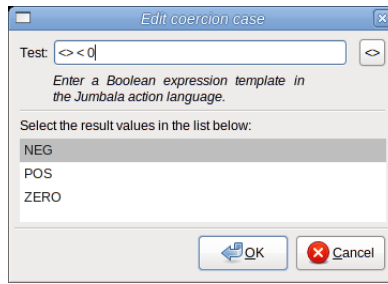 Edit coercion case
Test: <> < 0 <>
Enter a Boolean expression template in
the Jumbala action language.
Select the result values in the list below:
NEG
POS
ZERO
OK Cancel